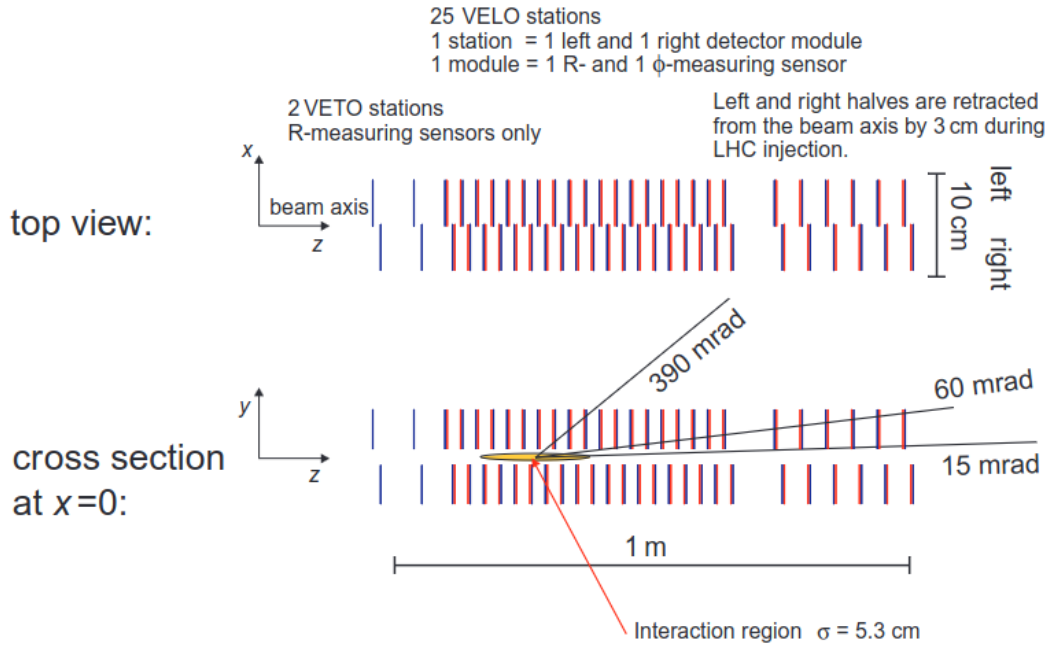 25 VELO stations
1 station = 1 left and 1 right detector module
1 module = 1 R- and 1 ϕ-measuring sensor
2 VETO stations
R-measuring sensors only
Left and right halves are retracted
from the beam axis by 3 cm during
LHC injection.
x
beam axis
z
top view:
left
right
10 cm
390 mrad
60 mrad
15 mrad
y
z
cross section
at x=0:
1 m
Interaction region σ = 5.3 cm